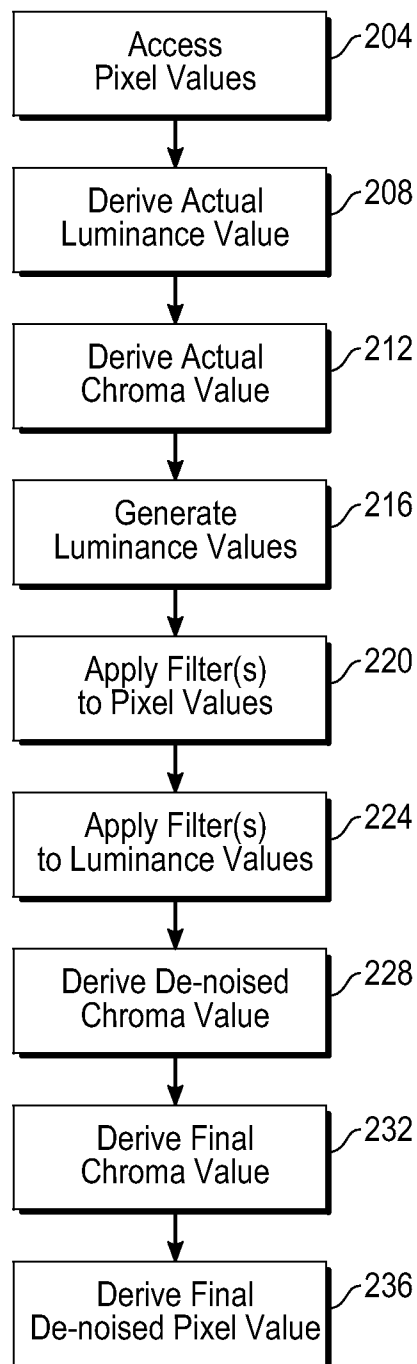 Access
Pixel Values
204
Derive Actual
Luminance Value
208
Derive Actual
Chroma Value
212
Generate
Luminance Values
216
Apply Filter(s)
to Pixel Values
220
Apply Filter(s)
to Luminance Values
224
Derive De-noised
Chroma Value
228
Derive Final
Chroma Value
232
Derive Final
De-noised Pixel Value
236